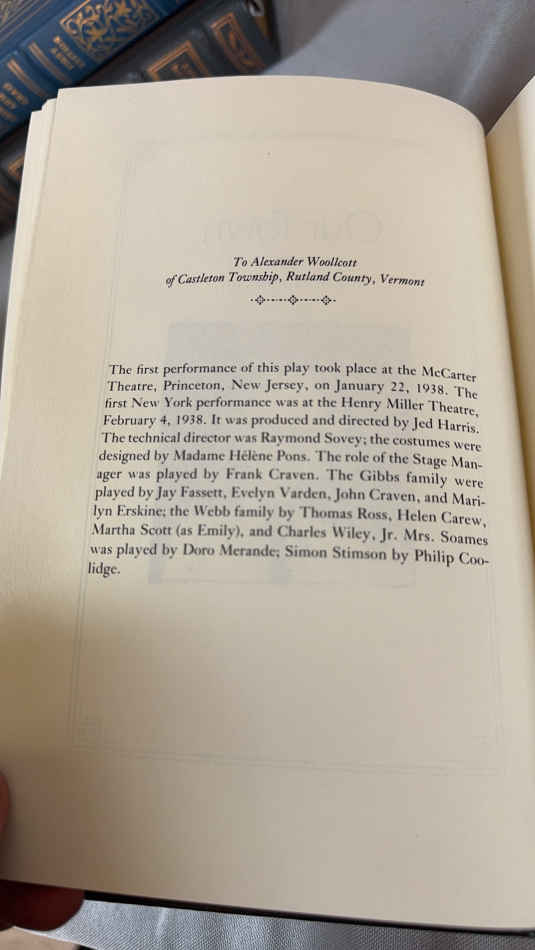 To Alexander Woollcott
of Castleton Township, Rutland County, Vermont
The first performance of this play took place at the McCarter
Theatre, Princeton, New Jersey, on January 22, 1938. The
first New York performance was at the Henry Miller Theatre,
February 4, 1938. It was produced and directed by Jed Harris.
The technical director was Raymond Sovey; the costumes were
designed by Madame Hélène Pons. The role of the Stage Man-
ager was played by Frank Craven. The Gibbs family were
played by Jay Fassett, Evelyn Varden, John Craven, and Mari-
lyn Erskine; the Webb family by Thomas Ross, Helen Carew,
Martha Scott (as Emily), and Charles Wiley, Jr. Mrs. Soames
was played by Doro Merande; Simon Stimson by Philip Coo-
lidge.